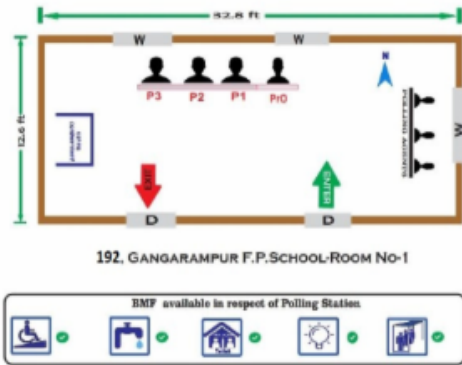 32.8 ft
W W
N
12.6 ft
P3 P2 P1 Pr0
POLLING AGENTS
W
EXIT
ENTER
D D
192, GANGARAMPUR F.P.SCHOOL-ROOM NO-1
BMF available in respect of Polling Station